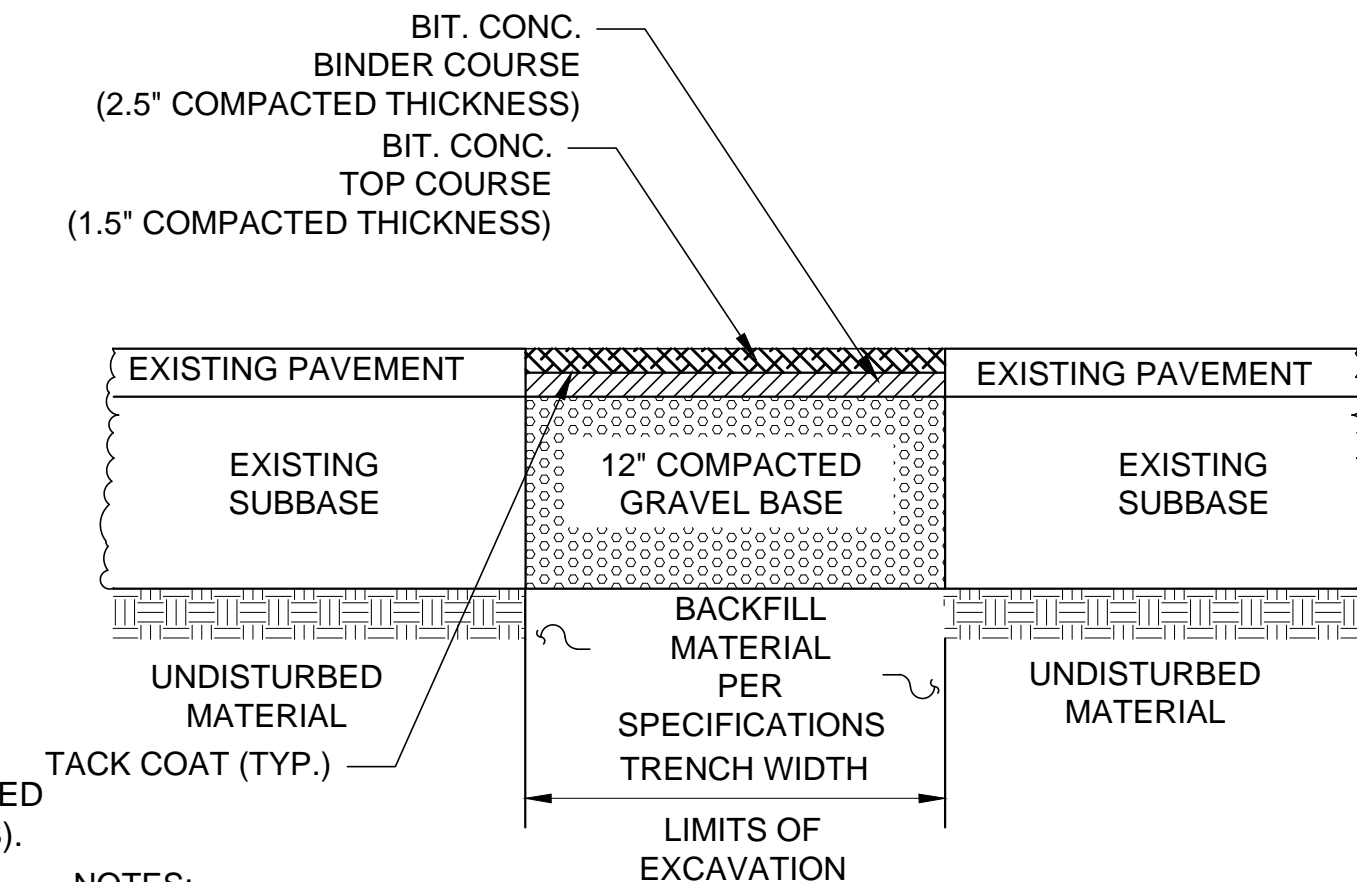 BIT. CONC.
BINDER COURSE
(2.5" COMPACTED THICKNESS)
BIT. CONC.
TOP COURSE
(1.5" COMPACTED THICKNESS)
EXISTING PAVEMENT
EXISTING PAVEMENT
EXISTING
SUBBASE
12" COMPACTED
GRAVEL BASE
EXISTING
SUBBASE
UNDISTURBED
MATERIAL
BACKFILL
MATERIAL
PER
SPECIFICATIONS
UNDISTURBED
MATERIAL
TACK COAT (TYP.)
TRENCH WIDTH
LIMITS OF
EXCAVATION
ED
).
NOTES: